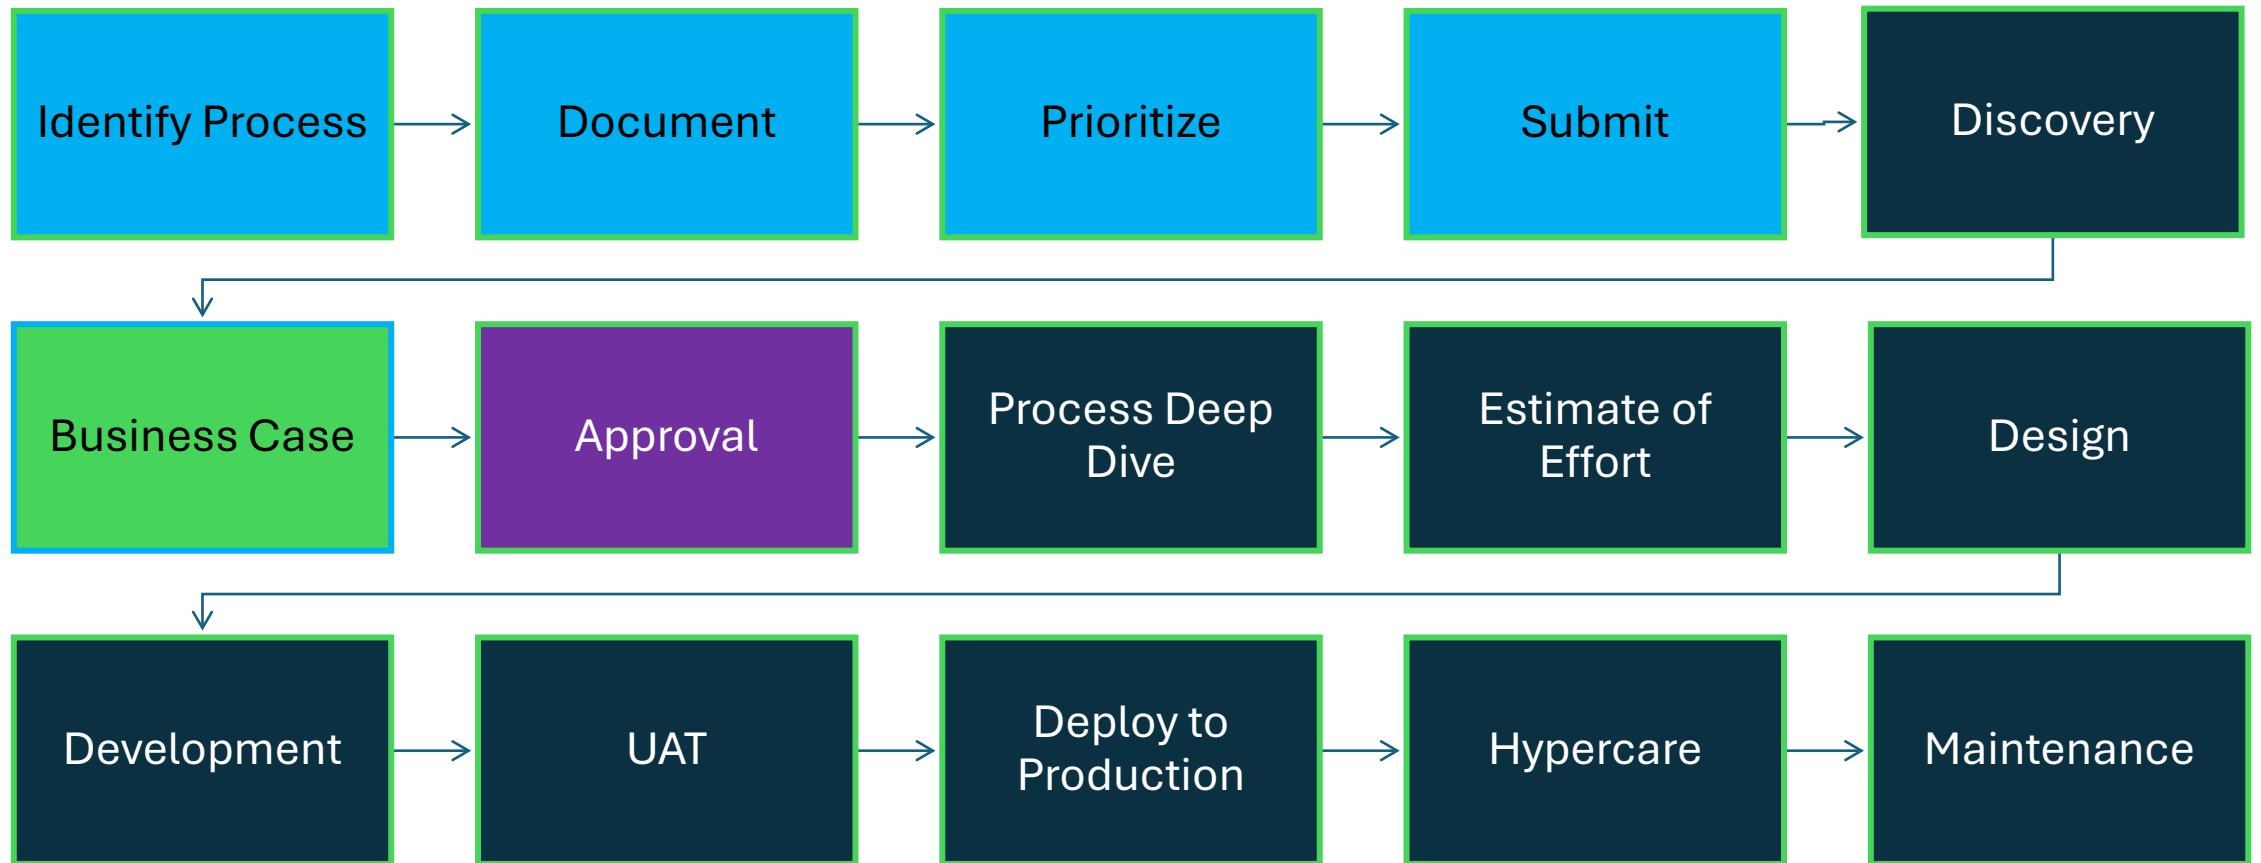 Identify Process
Document
Prioritize
Submit
Discovery
Business Case
Approval
Process Deep
Dive
Estimate of
Effort
Design
Development
UAT
Deploy to
Production
Hypercare
Maintenance